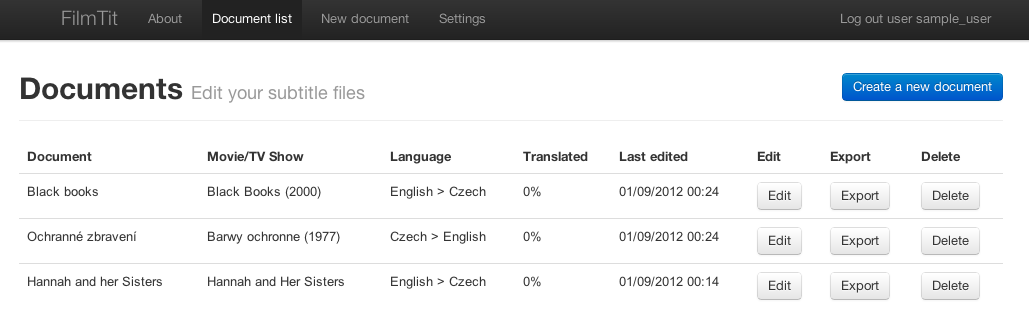 FilmTit About Document list New document Settings Log out user sample_user
Documents Edit your subtitle files Create a new document
Document Movie/TV Show Language Translated Last edited Edit Export Delete
Black books Black Books (2000) English > Czech 0% 01/09/2012 00:24 Edit Export Delete
Ochranné zbravení Barwy ochronne (1977) Czech > English 0% 01/09/2012 00:24 Edit Export Delete
Hannah and her Sisters Hannah and Her Sisters English > Czech 0% 01/09/2012 00:14 Edit Export Delete